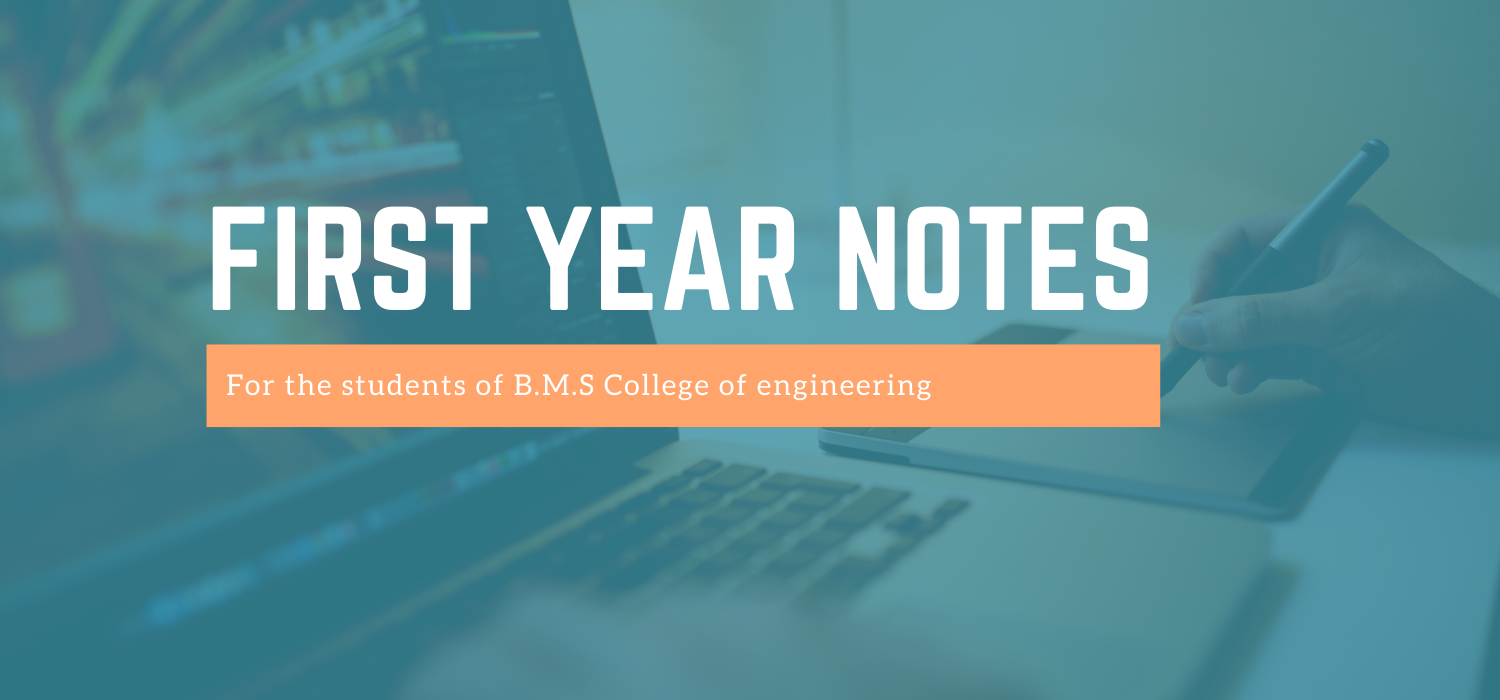 FIRST YEAR NOTES
For the students of B.M.S College of engineering